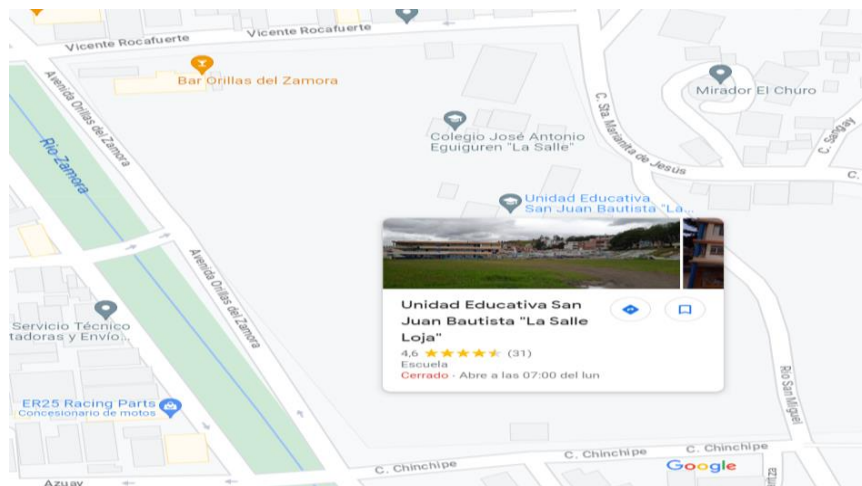 Vicente Rocafuerte
Vicente Rocafuerte
Bar Orillas del Zamora
Mirador El Churo
Avenida Orillas del Zamora
C. Sta. Marianita de Jesús
C. Sangay
Colegio José Antonio
Eguiguren "La Salle"
Rio Zamora
C.
Unidad Educativa
San Juan Bautista "La...
Avenida Orillas del Zamora
Unidad Educativa San
Juan Bautista "La Salle
Loja"
4,6 (31)
Escuela
Cerrado - Abre a las 07:00 del lun
Servicio Técnico
tadoras y Envío...
Rio San Miguel
ER25 Racing Parts
Concesionario de motos
C. Chinchipe
C. Chinchipe
C. Chinchipe
Google
Azuay